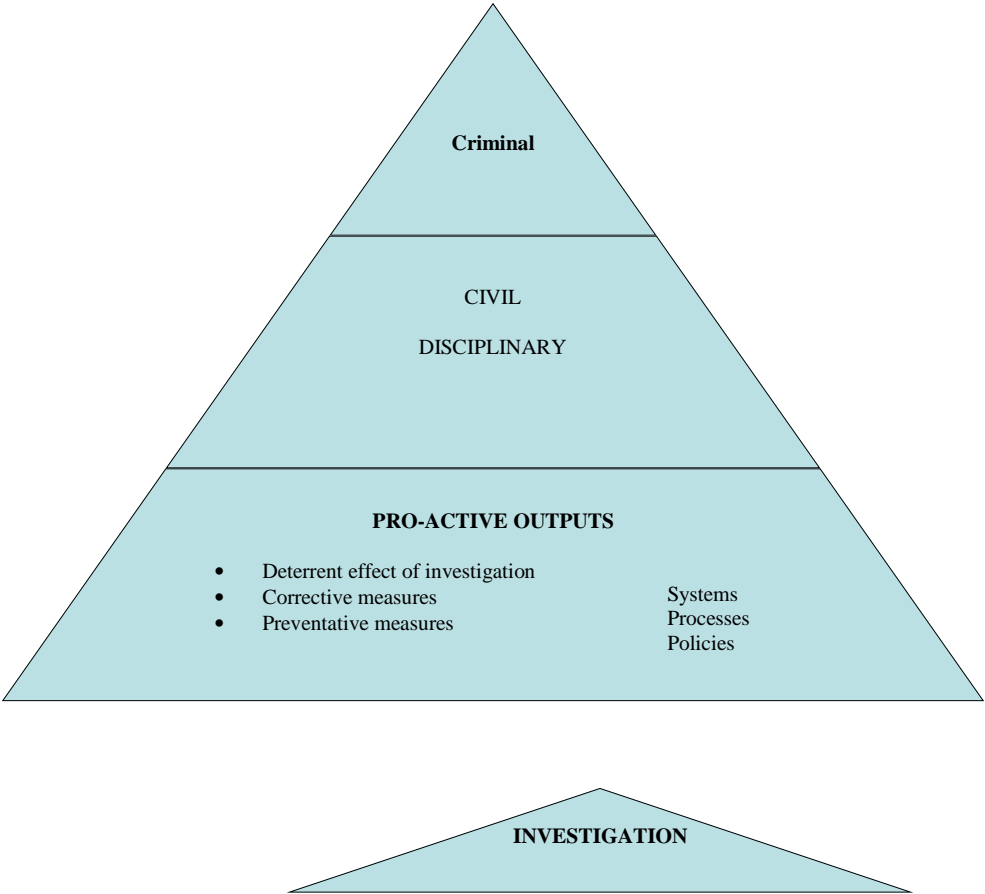 Criminal
CIVIL
DISCIPLINARY
PRO-ACTIVE OUTPUTS
• Deterrent effect of investigation
• Corrective measures
• Preventative measures
Systems
Processes
Policies
INVESTIGATION